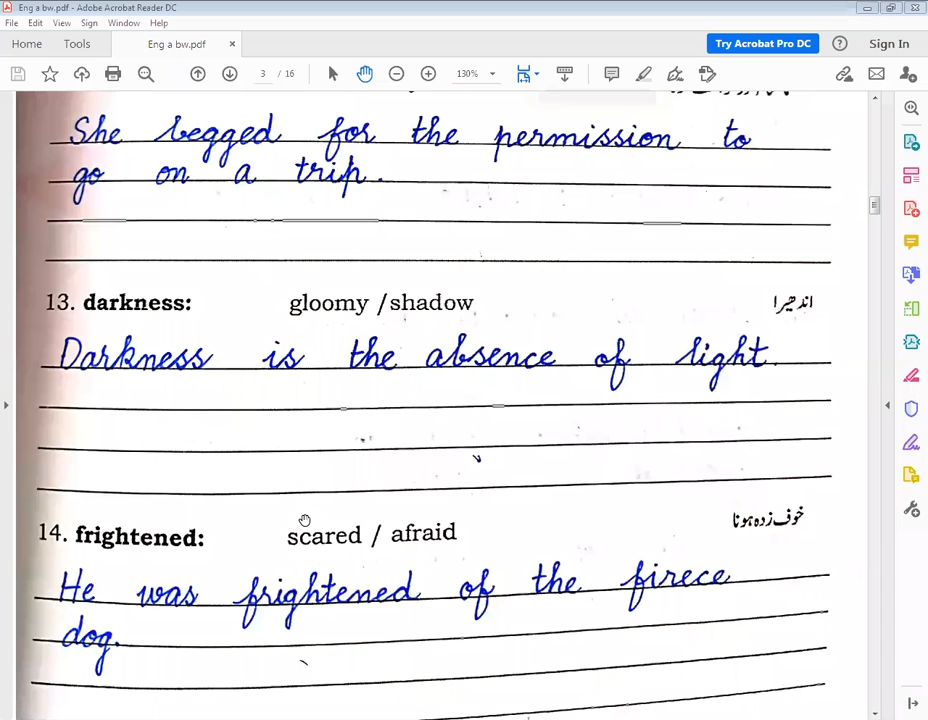 Eng a bw.pdf - Adobe Acrobat Reader DC
File Edit View Sign Window Help
Home Tools Eng a bw.pdf × Try Acrobat Pro DC Sign In
3 / 16 130%
She begged for the permission to
go on a trip.
13. darkness: gloomy /shadow اندھیرا
Darkness is the absence of light.
14. frightened: scared / afraid خوف زدہ ہونا
He was frightened of the firece
dog.